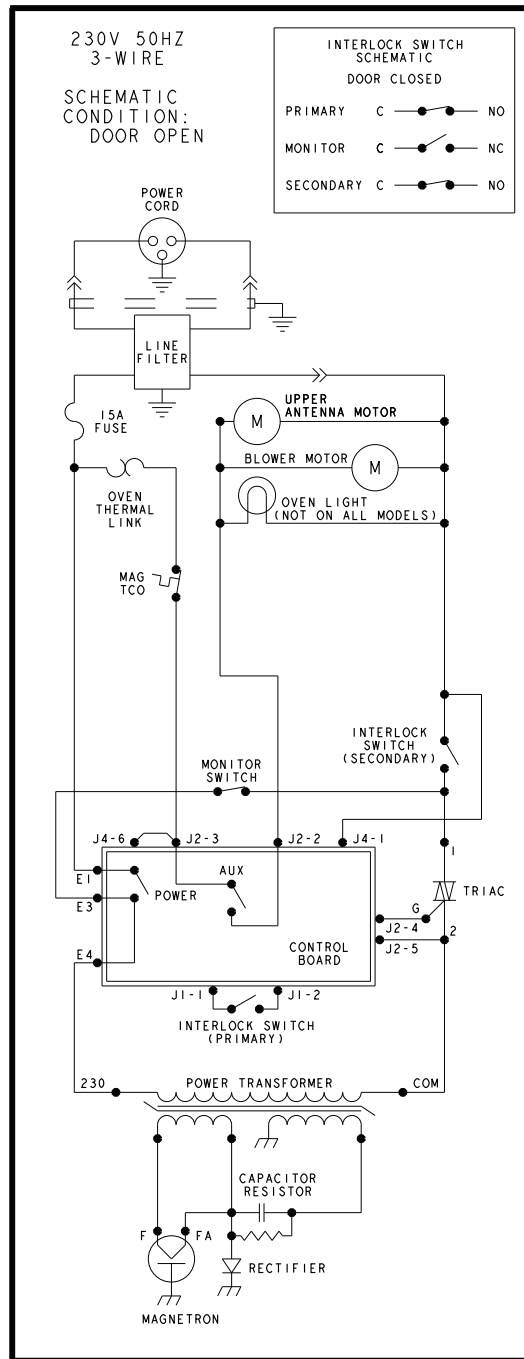 230V 50HZ
3-WIRE
SCHEMATIC
CONDITION:
DOOR OPEN
INTERLOCK SWITCH
SCHEMATIC
DOOR CLOSED
PRIMARY C NO
MONITOR C NC
SECONDARY C NO
POWER
CORD
LINE
FILTER
15A
FUSE
UPPER
ANTENNA MOTOR
M
BLOWER MOTOR
M
OVEN
THERMAL
LINK
OVEN LIGHT
(NOT ON ALL MODELS)
MAG
TCO
INTERLOCK
SWITCH
(SECONDARY)
MONITOR
SWITCH
J4-6 J2-3 J2-2 J4-1
1
E1
POWER
AUX
TRIAC
E3
G
J2-4
2
J2-5
E4
CONTROL
BOARD
J1-1 J1-2
INTERLOCK SWITCH
(PRIMARY)
230 POWER TRANSFORMER COM
CAPACITOR
RESISTOR
F FA
RECTIFIER
MAGNETRON